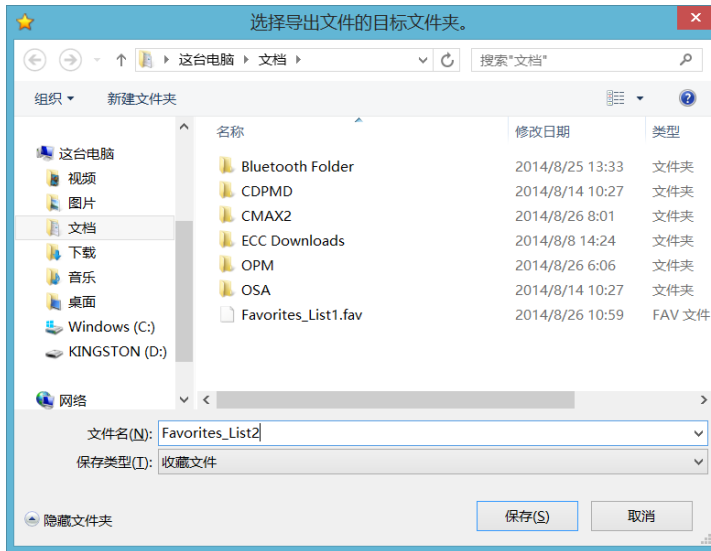 选择导出文件的目标文件夹。
这台电脑 文档 搜索"文档"
组织 新建文件夹
名称 修改日期 类型
这台电脑
视频
图片
文档
下载
音乐
桌面
Windows (C:)
KINGSTON (D:)
网络
Bluetooth Folder 2014/8/25 13:33 文件夹
CDPMD 2014/8/14 10:27 文件夹
CMAX2 2014/8/26 8:01 文件夹
ECC Downloads 2014/8/8 14:24 文件夹
OPM 2014/8/26 6:06 文件夹
OSA 2014/8/14 10:27 文件夹
Favorites_List1.fav 2014/8/26 10:59 FAV 文件
文件名(N): Favorites_List2
保存类型(T): 收藏文件
隐藏文件夹 保存(S) 取消